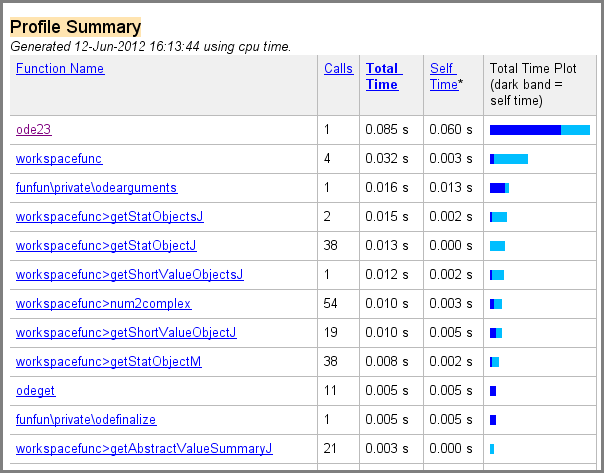 Profile Summary
Generated 12-Jun-2012 16:13:44 using cpu time.
Function Name Calls Total Time Self Time* Total Time Plot (dark band = self time)
ode23 1 0.085 s 0.060 s
workspacefunc 4 0.032 s 0.003 s
funfun\private\odearguments 1 0.016 s 0.013 s
workspacefunc>getStatObjectsJ 2 0.015 s 0.002 s
workspacefunc>getStatObjectJ 38 0.013 s 0.000 s
workspacefunc>getShortValueObjectsJ 1 0.012 s 0.002 s
workspacefunc>num2complex 54 0.010 s 0.003 s
workspacefunc>getShortValueObjectJ 19 0.010 s 0.005 s
workspacefunc>getStatObjectM 38 0.008 s 0.002 s
odeget 11 0.005 s 0.005 s
funfun\private\odefinalize 1 0.005 s 0.005 s
workspacefunc>getAbstractValueSummaryJ 21 0.003 s 0.000 s